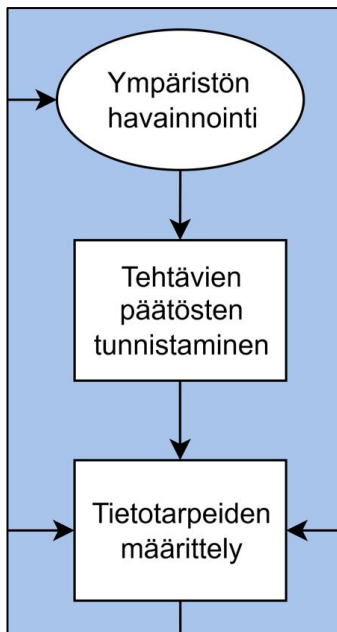 Ympäristön
havainnointi
Tehtävien
päätösten
tunnistaminen
Tietotarpeiden
määrittely